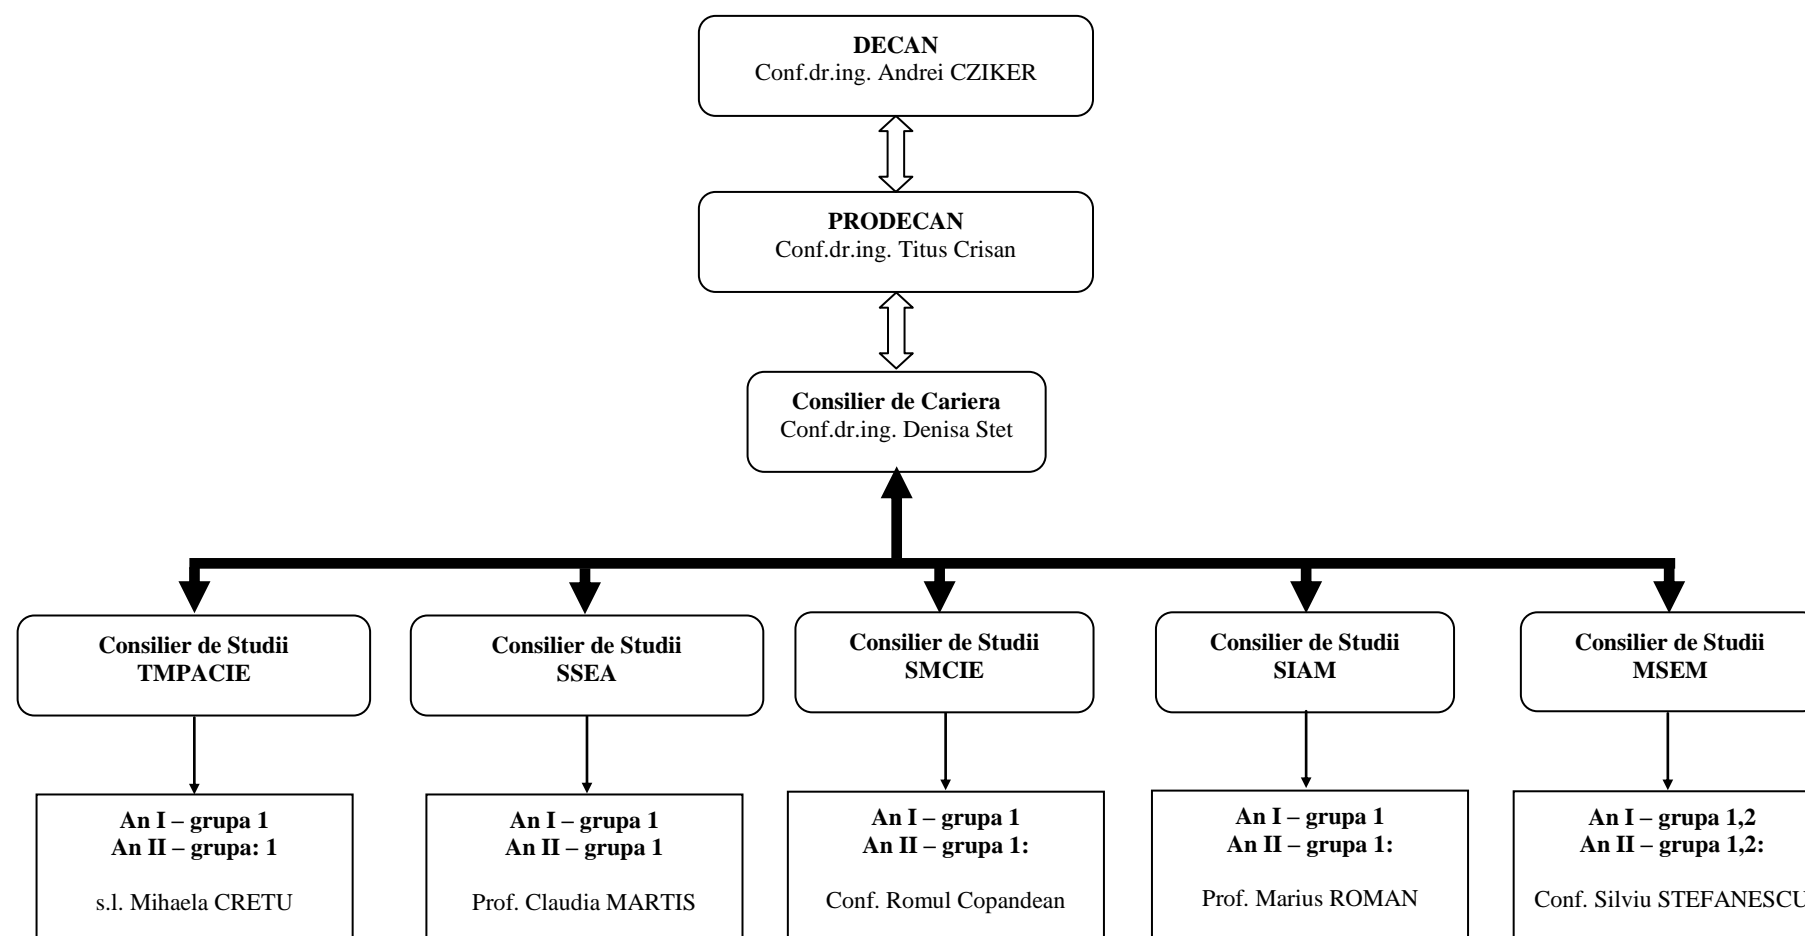 DECAN
Conf.dr.ing. Andrei CZIKER
PRODECAN
Conf.dr.ing. Titus Crisan
Consilier de Cariera
Conf.dr.ing. Denisa Stet
Consilier de Studii
TMPACIE
Consilier de Studii
SSEA
Consilier de Studii
SMCIE
Consilier de Studii
SIAM
Consilier de Studii
MSEM
An I – grupa 1
An II – grupa: 1
s.l. Mihaela CRETU
An I – grupa 1
An II – grupa 1
Prof. Claudia MARTIS
An I – grupa 1
An II – grupa 1:
Conf. Romul Copandean
An I – grupa 1
An II – grupa 1:
Prof. Marius ROMAN
An I – grupa 1,2
An II – grupa 1,2:
Conf. Silviu STEFANESCU